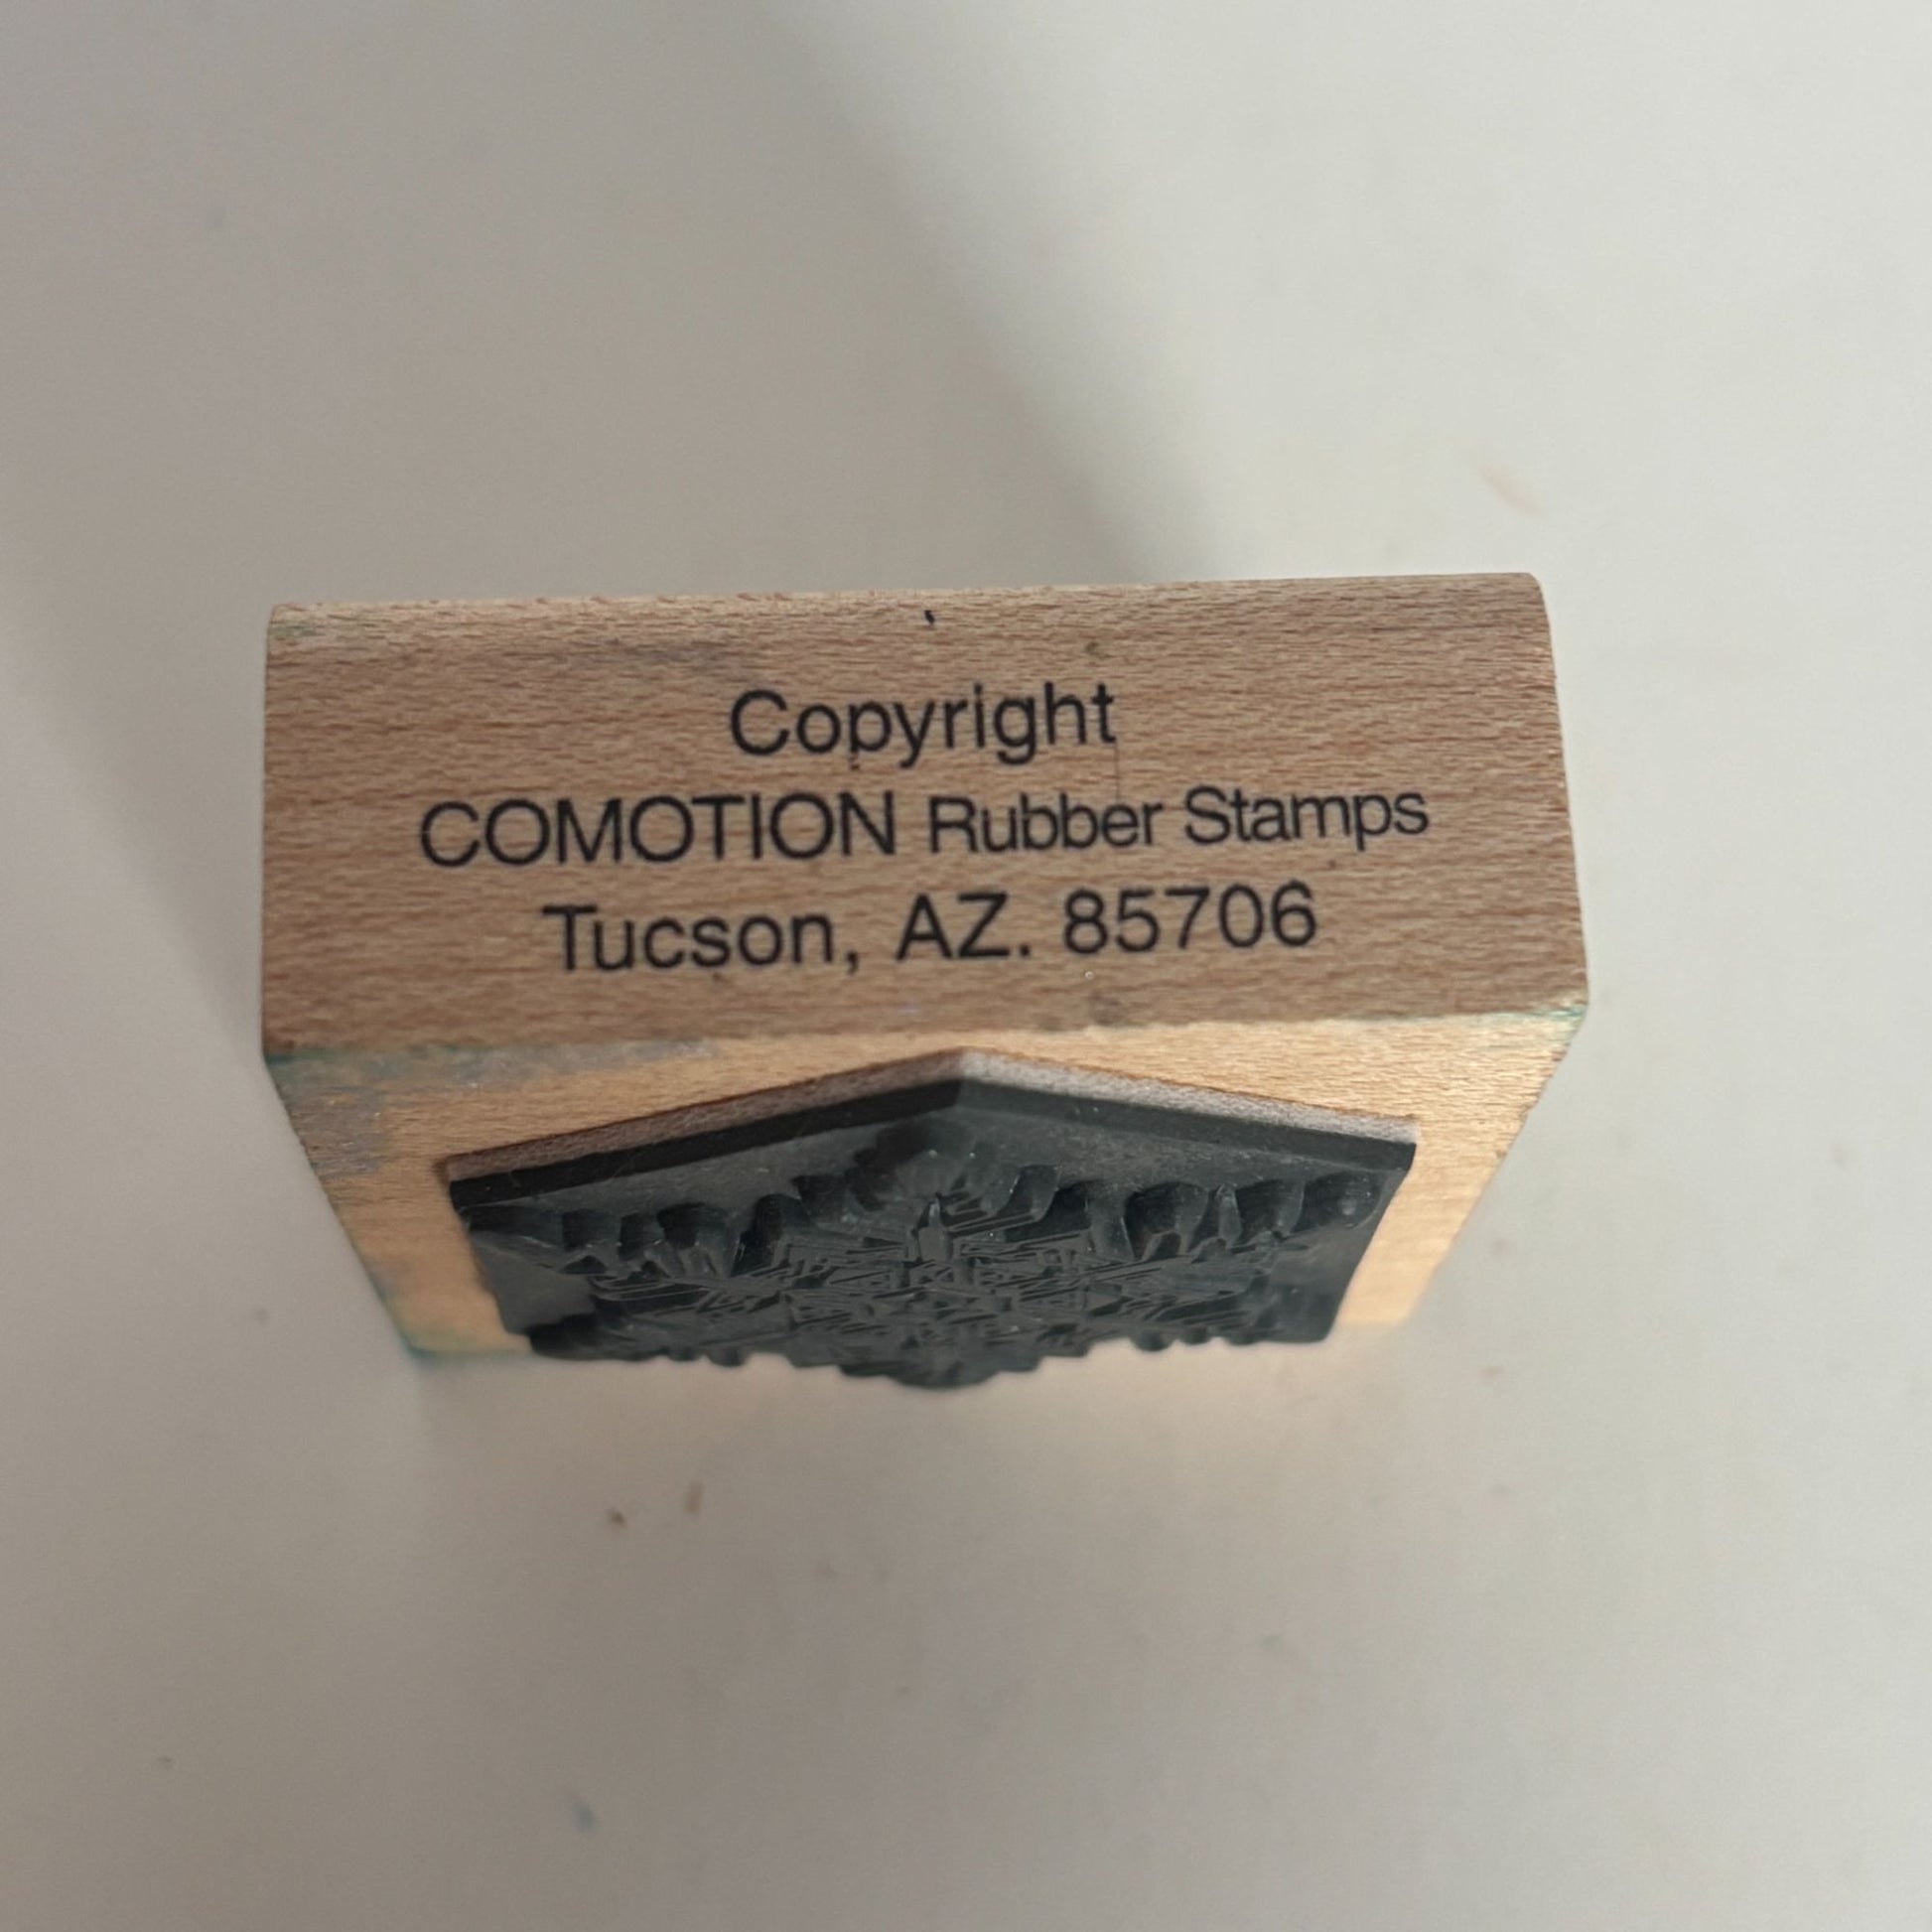 Copyright
COMOTION Rubber Stamps
Tucson, AZ. 85706